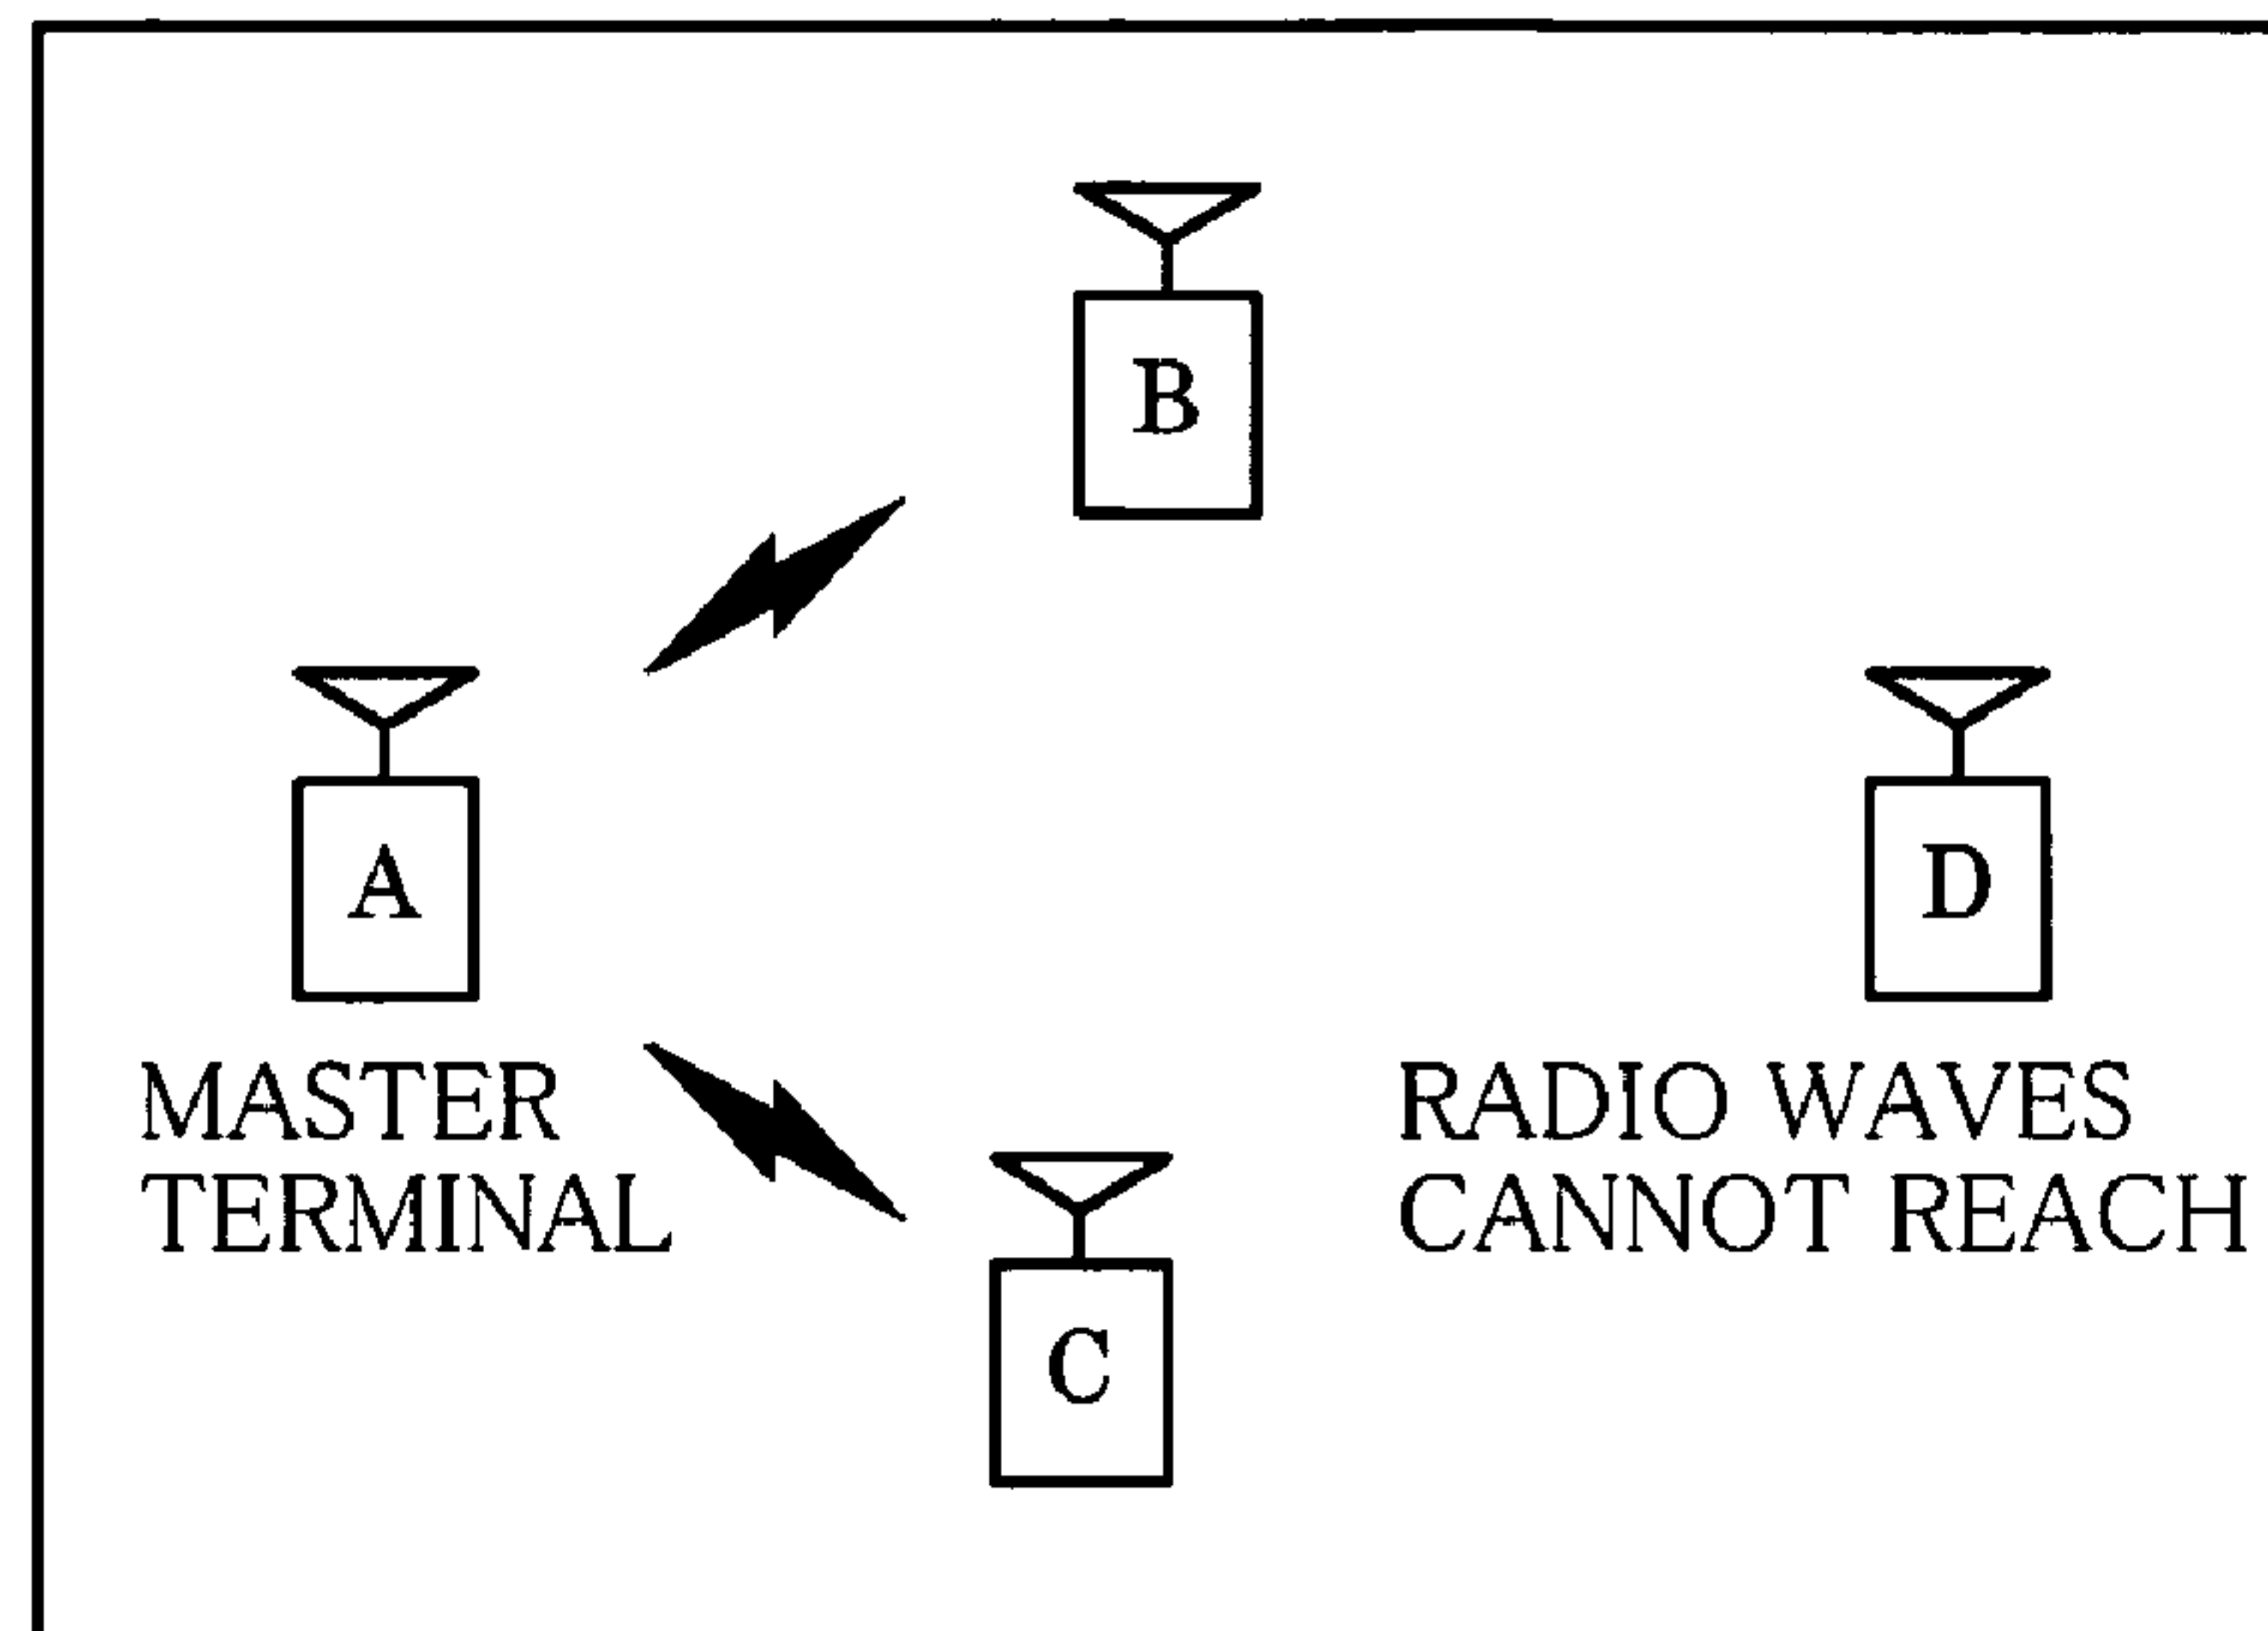 B
A
D
MASTER
TERMINAL
RADIO WAVES
CANNOT REACH
C